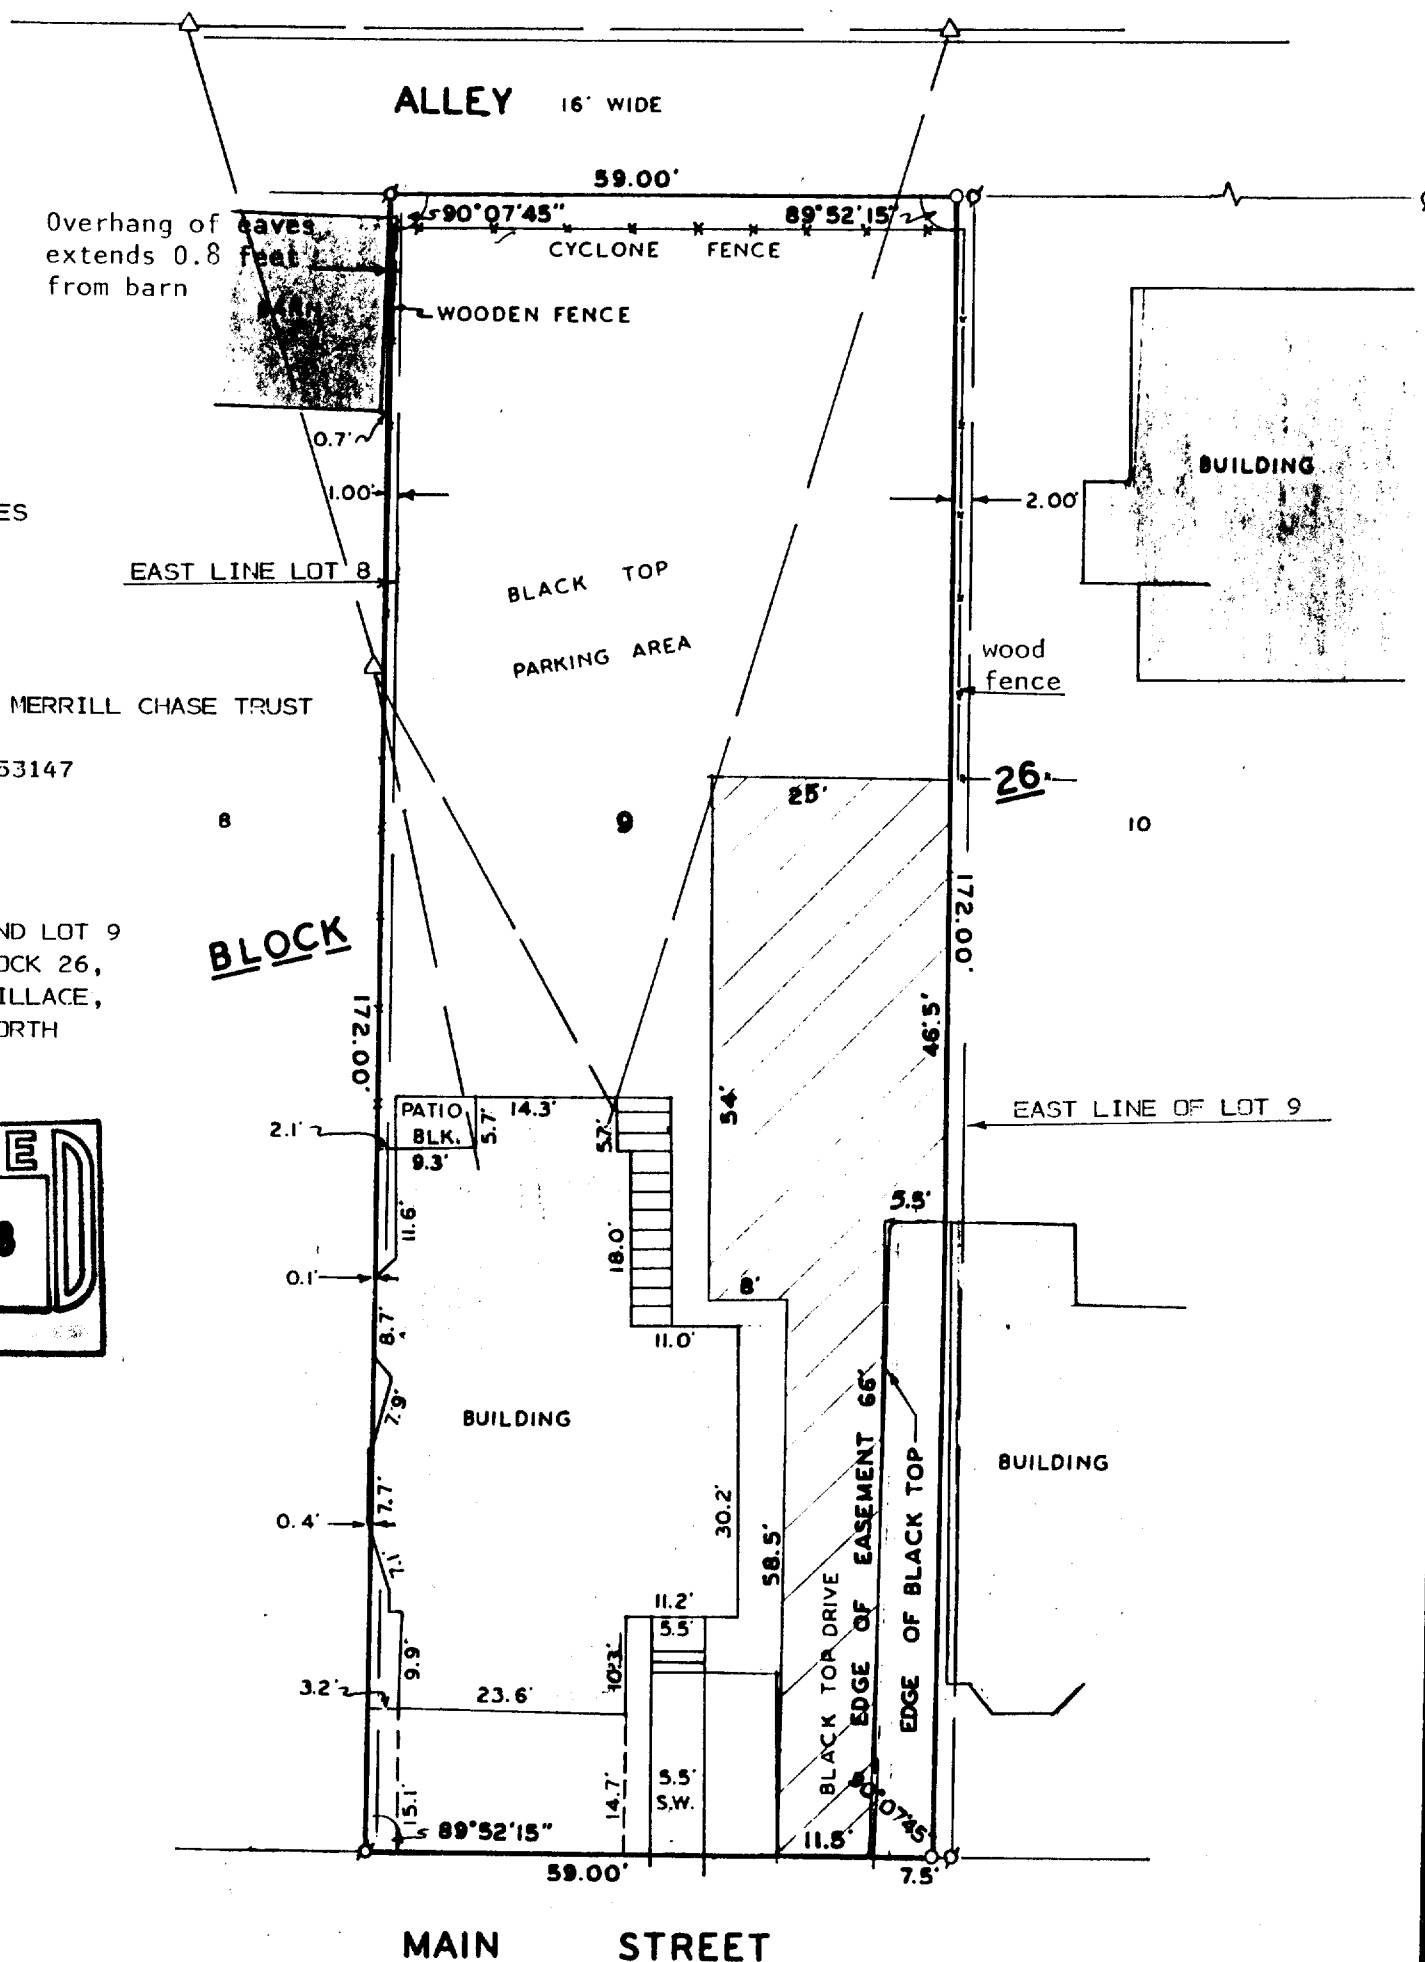 ALLEY 16' WIDE
59.00'
90°07'45"
89°52'15"
Overhang of eaves
extends 0.8 feet
from barn
BARN
CYCLONE FENCE
WOODEN FENCE
0.7'
1.00'
2.00'
BUILDING
ES
EAST LINE LOT 8
BLACK TOP
PARKING AREA
wood
fence
MERRILL CHASE TRUST
53147
25'
26
8
9
10
BLOCK
ND LOT 9
OCK 26,
ILLACE,
ORTH
172.00'
172.00'
46.5'
54'
EAST LINE OF LOT 9
PATIO
BLK.
14.3'
5.7'
5.7'
2.1'
9.3'
11.6'
18.0'
5.5'
0.1'
8'
8.7'
11.0'
7.9'
BUILDING
BUILDING
7.7'
0.4'
7.1'
30.2'
58.5'
EDGE OF EASEMENT 66'
EDGE OF BLACK TOP
BLACK TOP DRIVE
11.2'
5.5'
9.9'
10.3'
3.2'
23.6'
15.1'
14.7'
5.5'
S.W.
89°52'15"
11.5'
59.00'
7.5'
MAIN STREET